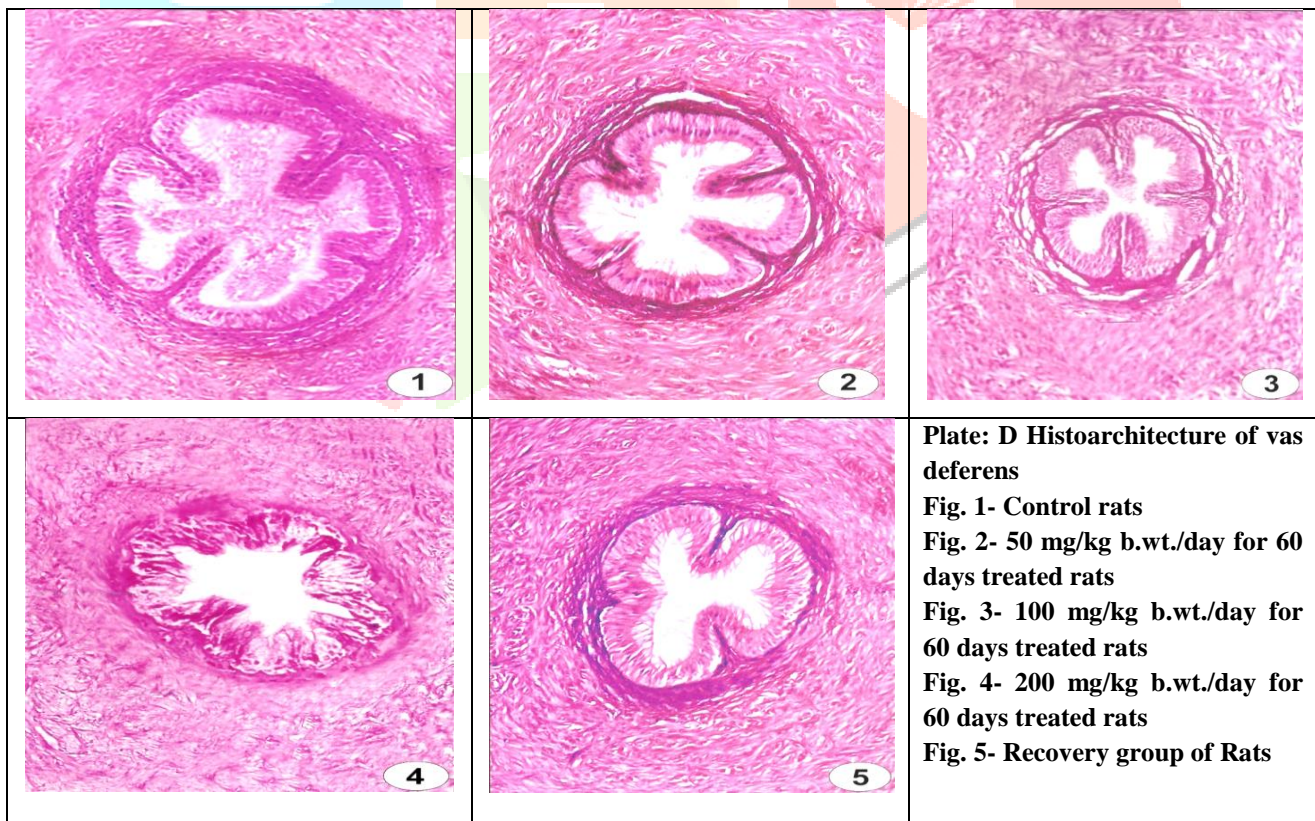 1
2
3
4
5
Plate: D Histoarchitecture of vas
deferens
Fig. 1- Control rats
Fig. 2- 50 mg/kg b.wt./day for 60
days treated rats
Fig. 3- 100 mg/kg b.wt./day for
60 days treated rats
Fig. 4- 200 mg/kg b.wt./day for
60 days treated rats
Fig. 5- Recovery group of Rats